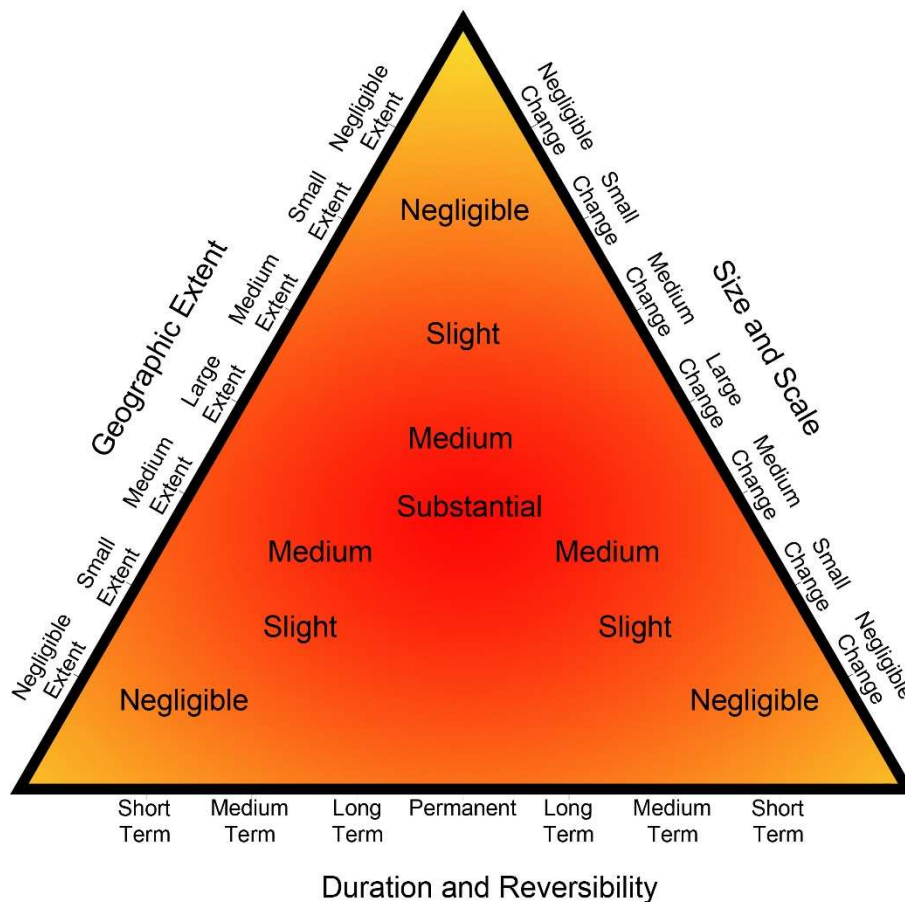 Negligible
Extent
Small
Extent
Medium
Extent
Large
Extent
Medium
Extent
Small
Extent
Negligible
Extent
Geographic Extent
Negligible
Change
Small
Change
Medium
Change
Large
Change
Medium
Change
Small
Change
Negligible
Change
Size and Scale
Negligible
Slight
Medium
Substantial
Medium
Medium
Slight
Slight
Negligible
Negligible
Short
Term
Medium
Term
Long
Term
Permanent
Long
Term
Medium
Term
Short
Term
Duration and Reversibility